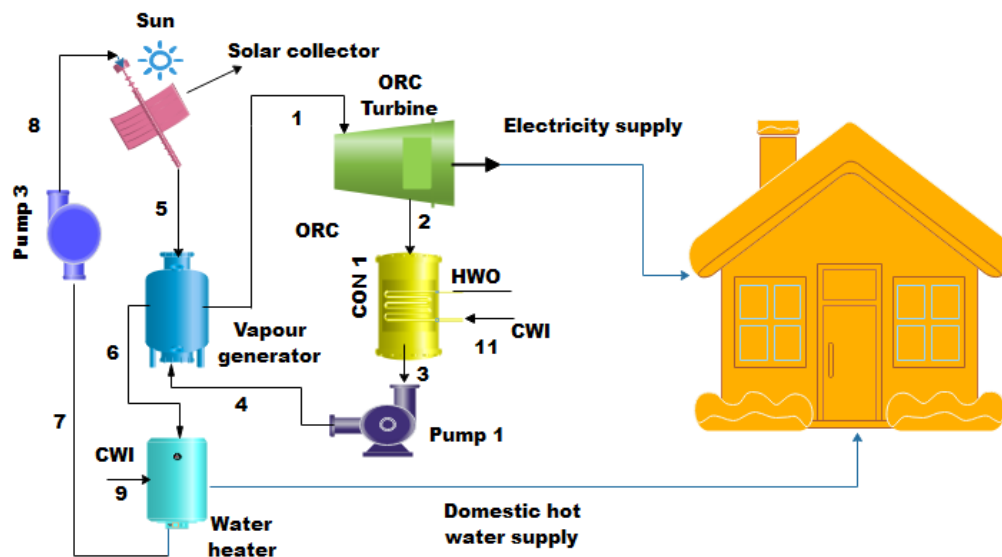 Sun
Solar collector
ORC
Turbine
8
1
Electricity supply
Pump 3
5
2
ORC
CON 1
HWO
CWI
11
Vapour
generator
6
3
4
7
Pump 1
CWI
9
Water
heater
Domestic hot
water supply